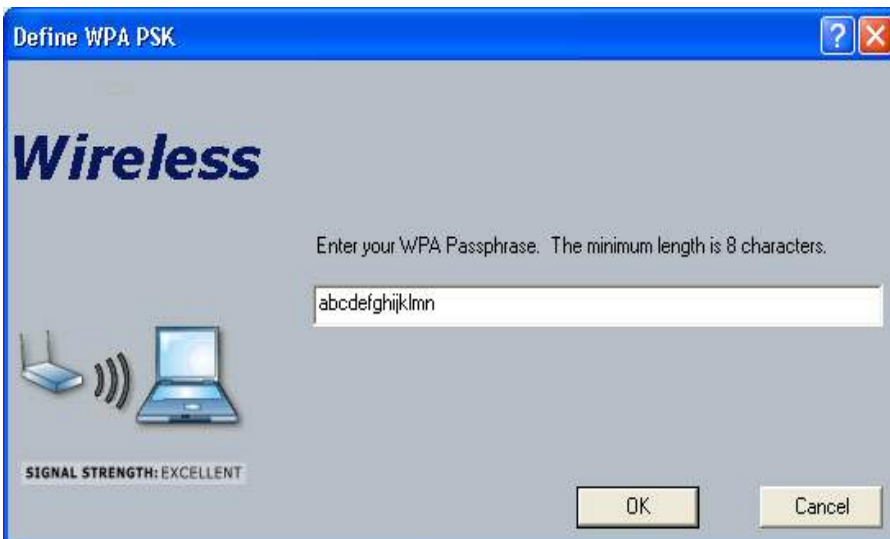 Define WPA PSK
Wireless
Enter your WPA Passphrase. The minimum length is 8 characters.
abcdefghijklmn
SIGNAL STRENGTH: EXCELLENT
OK Cancel